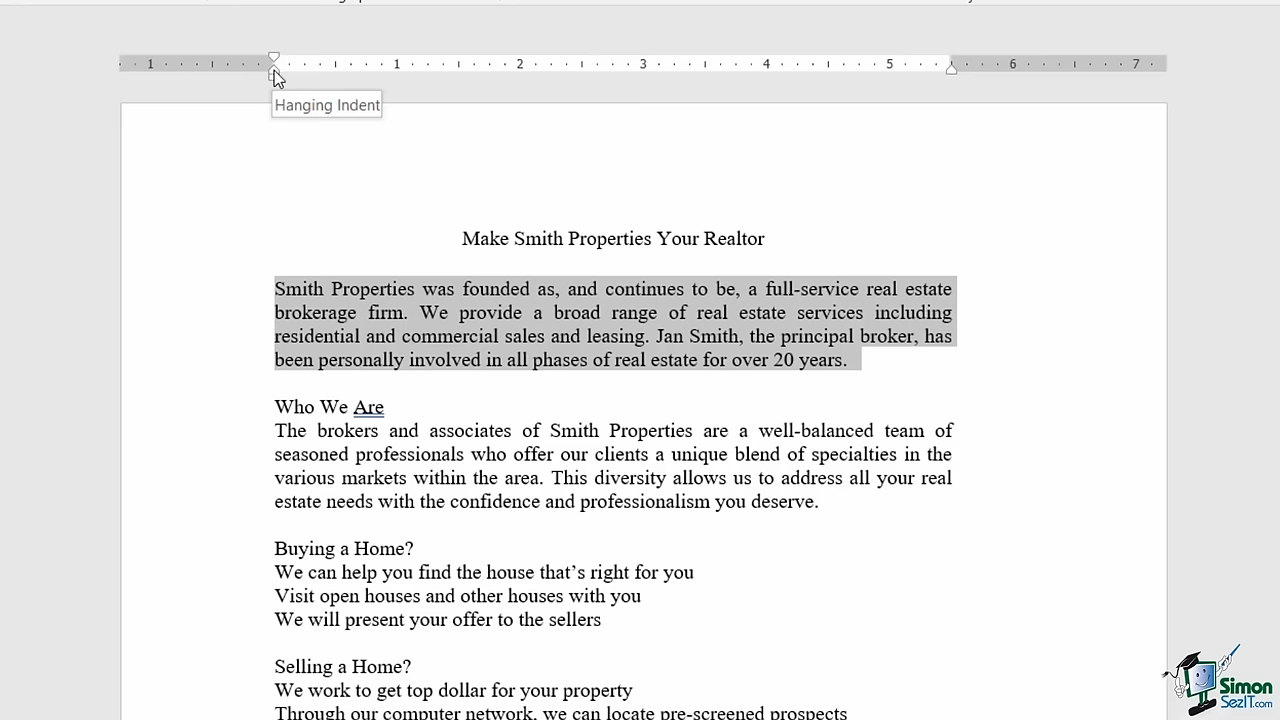 1 1 2 3 4 5 6 7
Hanging Indent
Make Smith Properties Your Realtor
Smith Properties was founded as, and continues to be, a full-service real estate
brokerage firm. We provide a broad range of real estate services including
residential and commercial sales and leasing. Jan Smith, the principal broker, has
been personally involved in all phases of real estate for over 20 years.
Who We Are
The brokers and associates of Smith Properties are a well-balanced team of
seasoned professionals who offer our clients a unique blend of specialties in the
various markets within the area. This diversity allows us to address all your real
estate needs with the confidence and professionalism you deserve.
Buying a Home?
We can help you find the house that’s right for you
Visit open houses and other houses with you
We will present your offer to the sellers
Selling a Home?
We work to get top dollar for your property
Through our computer network, we can locate pre-screened prospects
Simon
SezIT.com